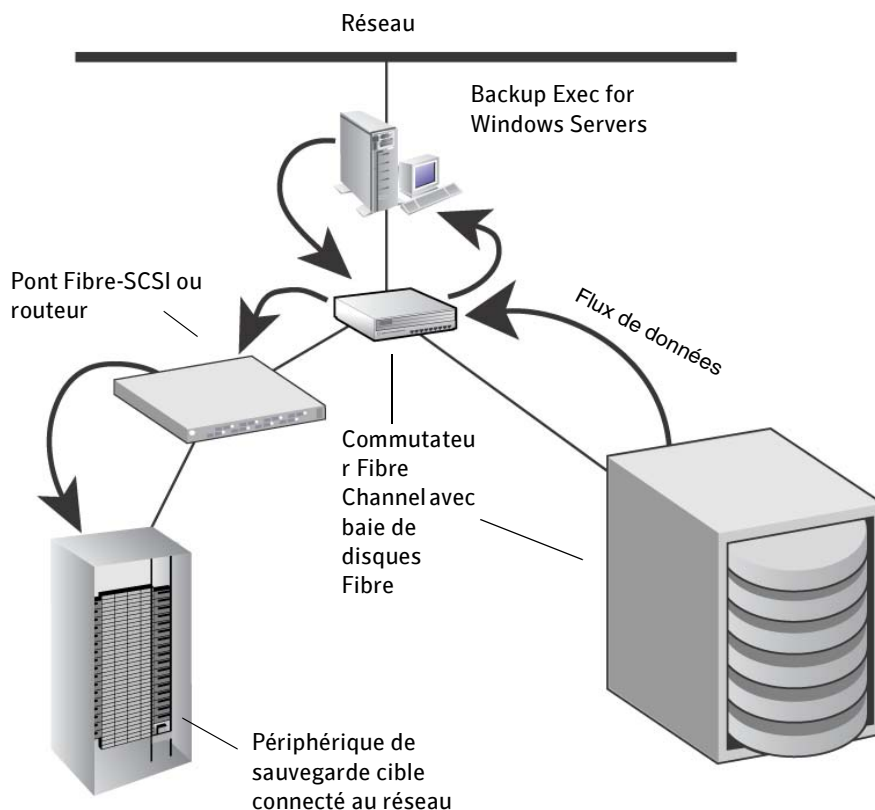 Réseau
Backup Exec for
Windows Servers
Pont Fibre-SCSI ou
routeur
Flux de données
Commutateu
r Fibre
Channel avec
baie de
disques
Fibre
Périphérique de
sauvegarde cible
connecté au réseau